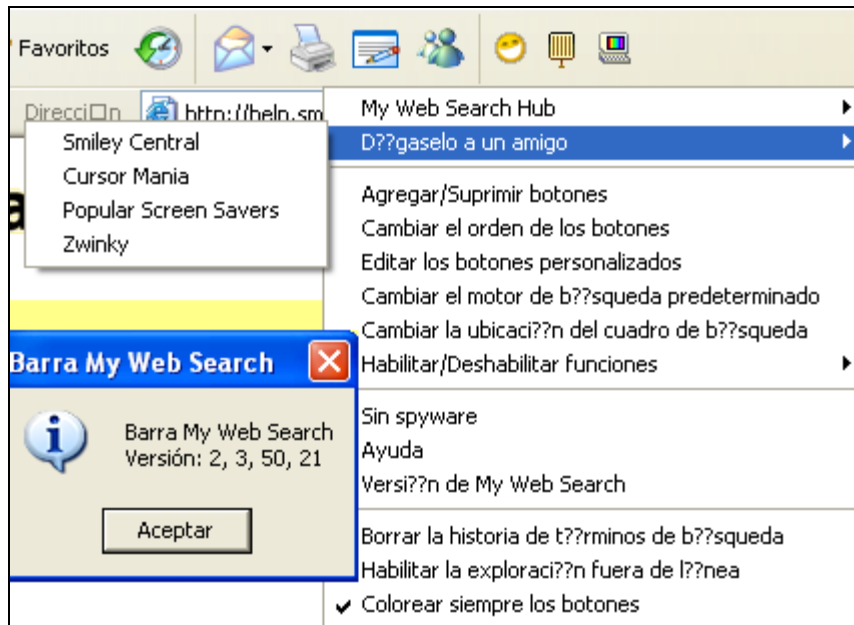 Favoritos
Direcci□n http://help.sm
Smiley Central
Cursor Mania
Popular Screen Savers
Zwinky
My Web Search Hub
D??gaselo a un amigo
Agregar/Suprimir botones
Cambiar el orden de los botones
Editar los botones personalizados
Cambiar el motor de b??squeda predeterminado
Cambiar la ubicaci??n del cuadro de b??squeda
Habilitar/Deshabilitar funciones
Sin spyware
Ayuda
Versi??n de My Web Search
Borrar la historia de t??rminos de b??squeda
Habilitar la exploraci??n fuera de l??nea
Colorear siempre los botones
Barra My Web Search
Barra My Web Search
Versión: 2, 3, 50, 21
Aceptar